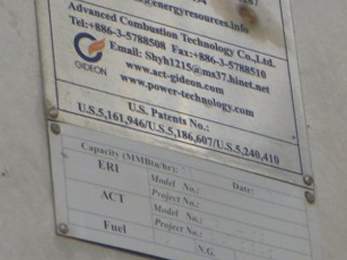 @energyresources.info
Advanced Combustion Technology Co.,Ltd.
Tel:+886-3-5788508 Fax:+886-3-5788510
Email: Shyh1215@ms37.hinet.net
GIDEON
www.act-gideon.com
www.power-technology.com
U.S. Patents No.:
U.S.5,161,946/U.S.5,186,607/U.S.5,240,410
Capacity (MMBtu/hr):
ERI Model No.: Date:
Project No.:
ACT Model No.:
Project No.:
Fuel N.G.